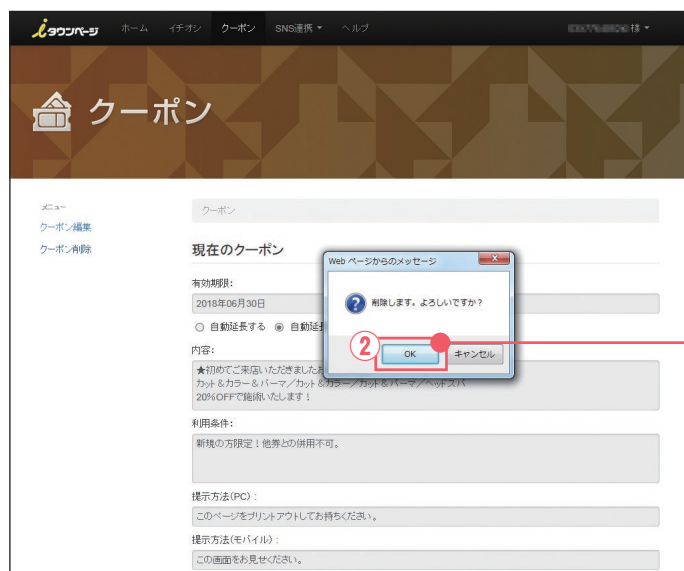 iタウンページ ホーム イチオシ クーポン SNS連携 ヘルプ 様
クーポン
メニュー
クーポン編集
クーポン削除
クーポン
現在のクーポン
Web ページからのメッセージ
削除します。よろしいですか？
② OK キャンセル
有効期限:
2018年06月30日
自動延長する 自動延長
内容:
★初めてご来店いただきました
カット＆カラー＆パーマ／カット＆カラー／カット＆パーマ／ヘッドスパ
20%OFFで施術いたします！
利用条件:
新規の方限定！他券との併用不可。
提示方法(PC):
このページをプリントアウトしてお持ちください。
提示方法(モバイル):
この画面をお見せください。